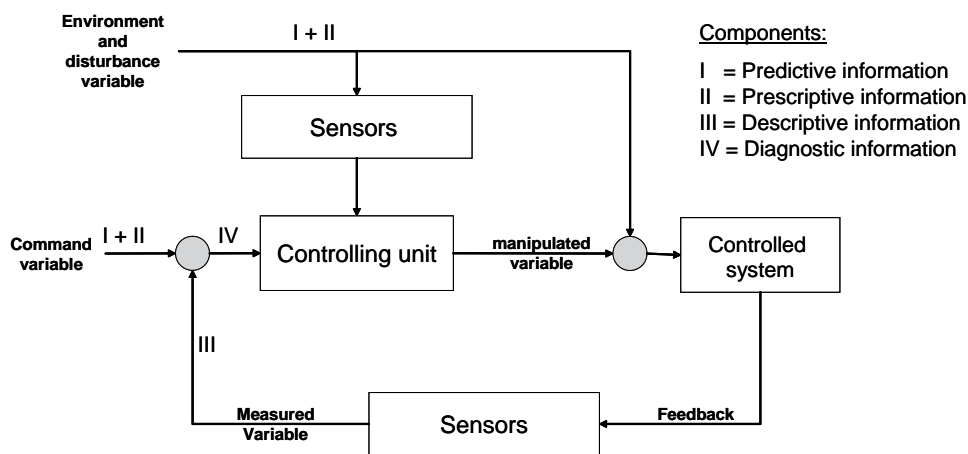 Environment
and
disturbance
variable
I + II
Components:
I = Predictive information
II = Prescriptive information
III = Descriptive information
IV = Diagnostic information
Sensors
Command
variable
I + II
IV
Controlling unit
manipulated
variable
Controlled
system
III
Measured
Variable
Sensors
Feedback